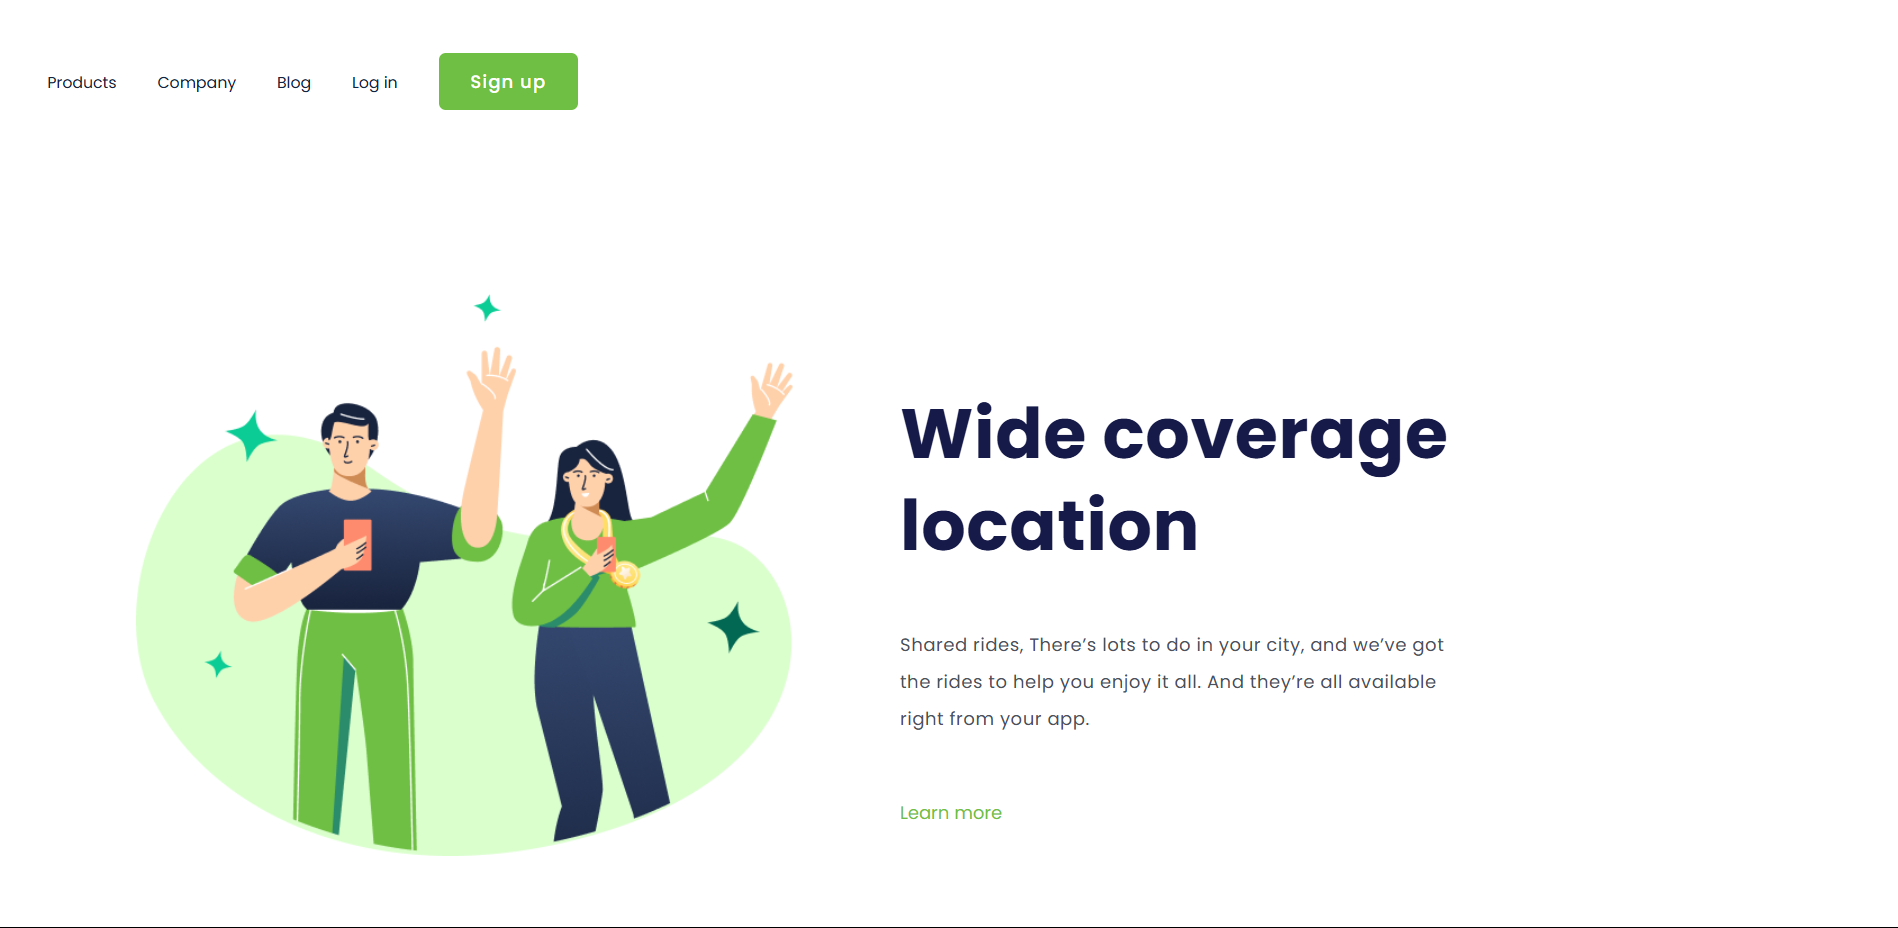 Products Company Blog Log in Sign up
Wide coverage
location
Shared rides, There’s lots to do in your city, and we’ve got
the rides to help you enjoy it all. And they’re all available
right from your app.
Learn more